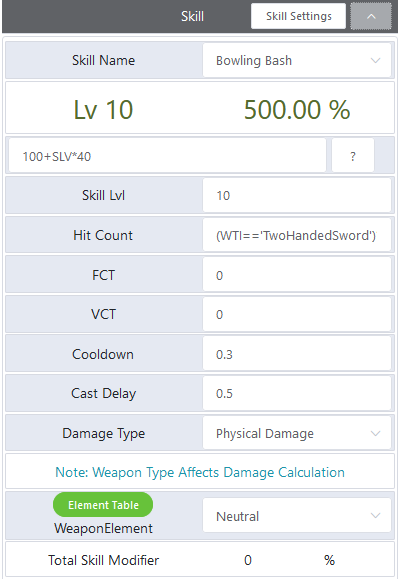 Skill Skill Settings
Skill Name Bowling Bash
Lv 10 500.00 %
100+SLV*40 ?
Skill Lvl 10
Hit Count (WTI=='TwoHandedSword')
FCT 0
VCT 0
Cooldown 0.3
Cast Delay 0.5
Damage Type Physical Damage
Note: Weapon Type Affects Damage Calculation
Element Table
WeaponElement Neutral
Total Skill Modifier 0 %